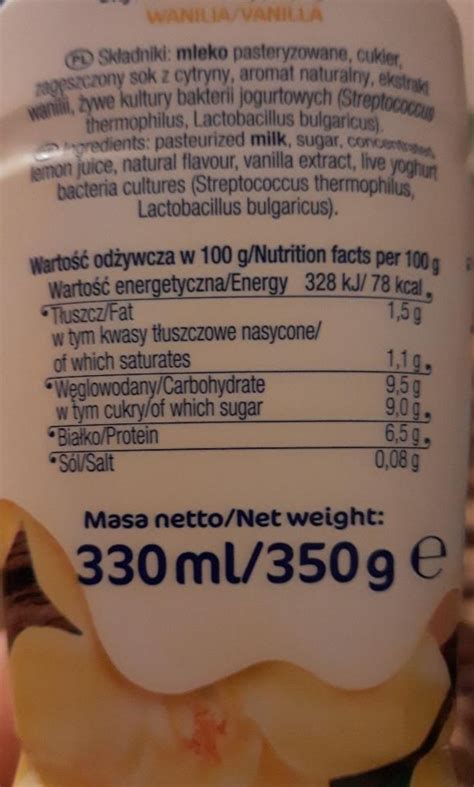 WANILIA/VANILLA
PL Składniki: mleko pasteryzowane, cukier,
zagęszczony sok z cytryny, aromat naturalny, ekstrakt
wanilii, żywe kultury bakterii jogurtowych (Streptococcus
thermophilus, Lactobacillus bulgaricus).
Ingredients: pasteurized milk, sugar, concentrated
lemon juice, natural flavour, vanilla extract, live yoghurt
bacteria cultures (Streptococcus thermophilus,
Lactobacillus bulgaricus).
Wartość odżywcza w 100 g/Nutrition facts per 100 g
Wartość energetyczna/Energy 328 kJ/ 78 kcal
•Tłuszcz/Fat 1,5 g
w tym kwasy tłuszczowe nasycone/
of which saturates 1,1 g
•Węglowodany/Carbohydrate 9,5 g
w tym cukry/of which sugar 9,0 g
•Białko/Protein 6,5 g
•Sól/Salt 0,08 g
Masa netto/Net weight:
330 ml/350 g e